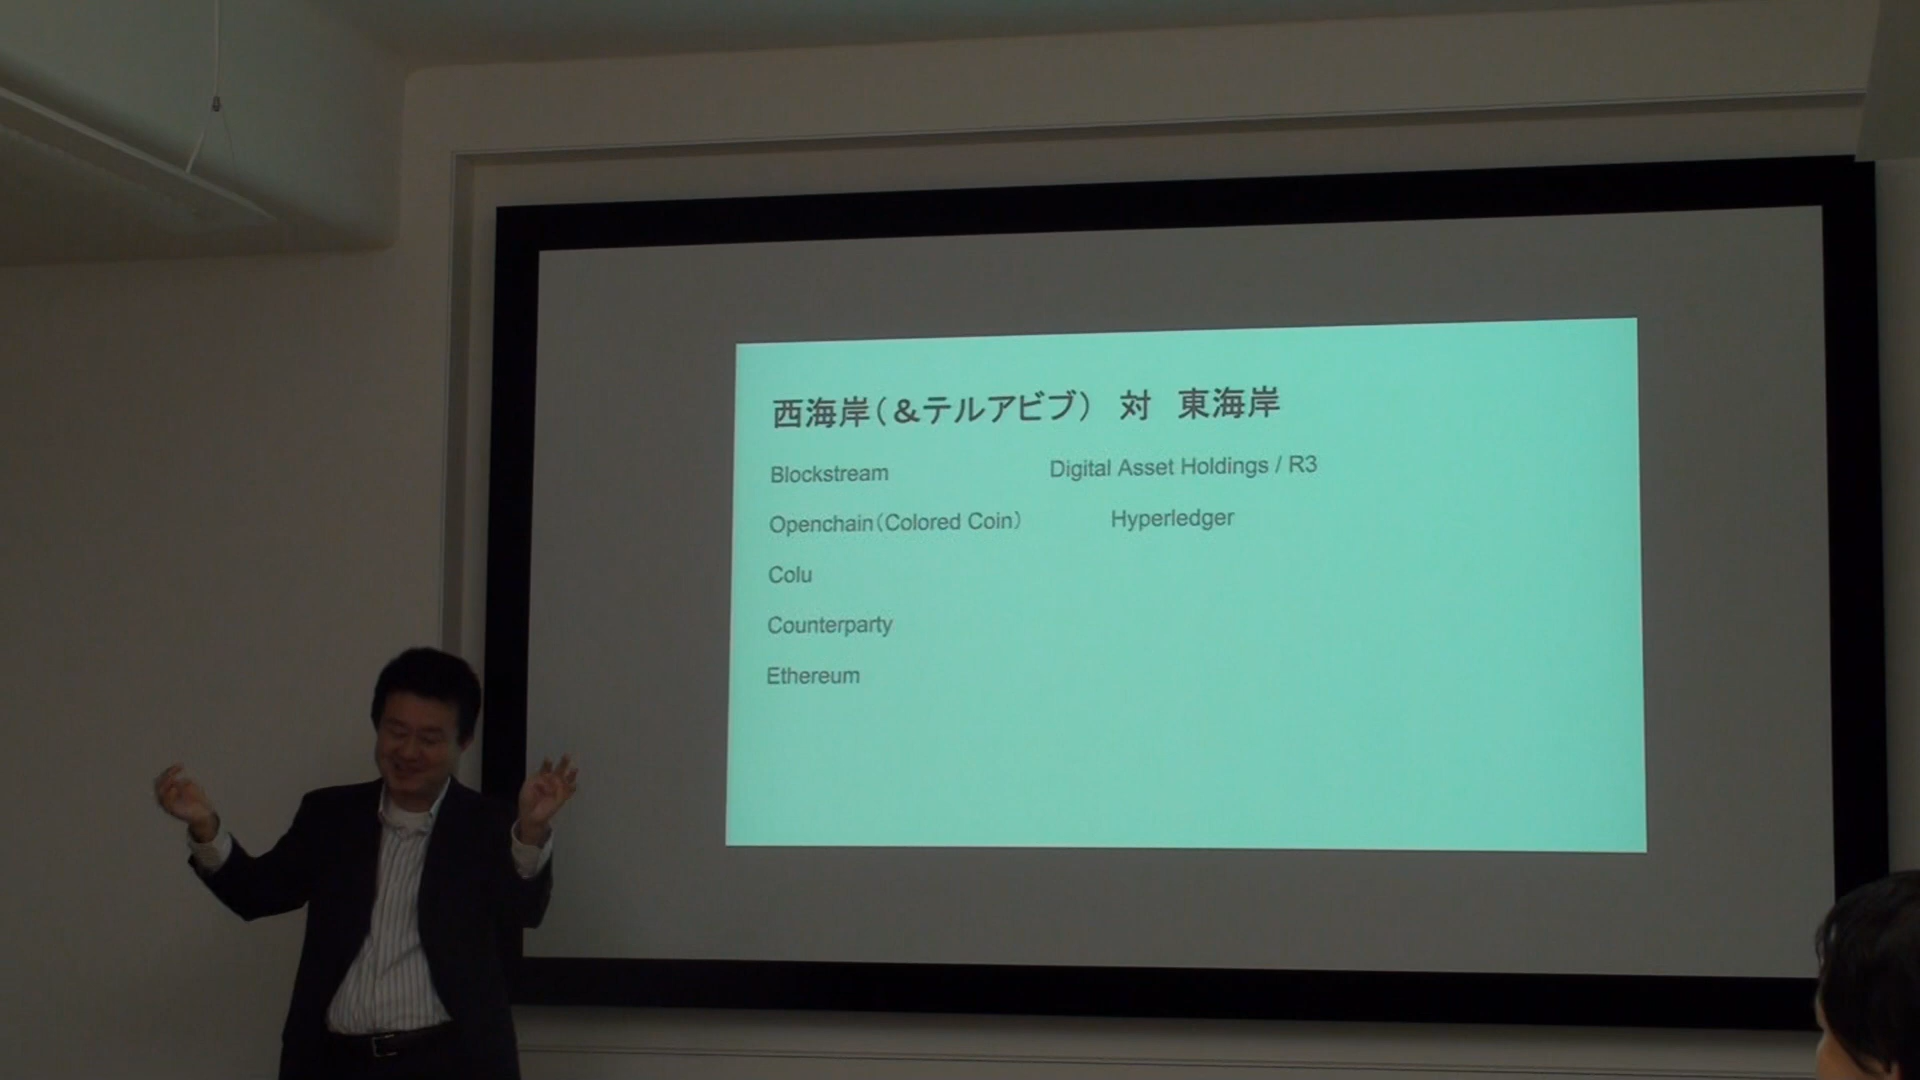 西海岸（＆テルアビブ）　対　東海岸
Blockstream　Digital Asset Holdings / R3
Openchain（Colored Coin）　Hyperledger
Colu
Counterparty
Ethereum